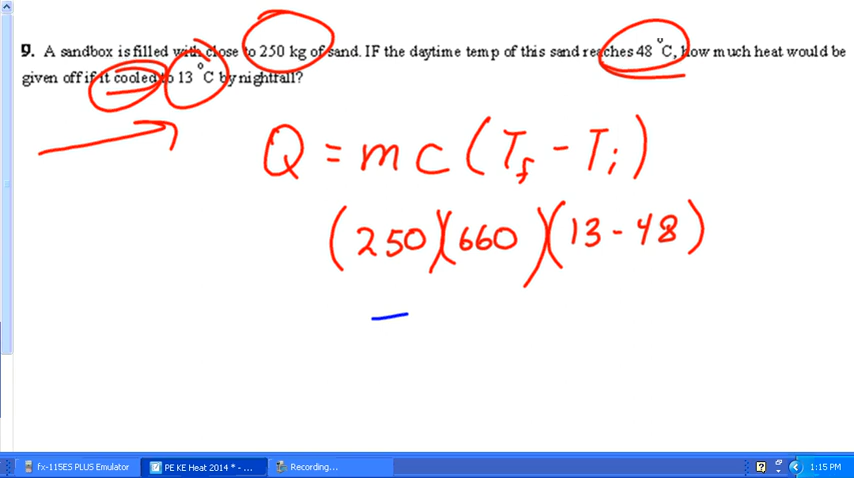 9. A sandbox is filled with close to 250 kg of sand. IF the daytime temp of this sand reaches 48 °C, how much heat would be
given off if it cooled to 13 °C by nightfall?
Q = m c (Tf - Ti)
(250)(660)(13 - 48)
fx-115ES PLUS Emulator
PE KE Heat 2014 * - ...
Recording...
1:15 PM